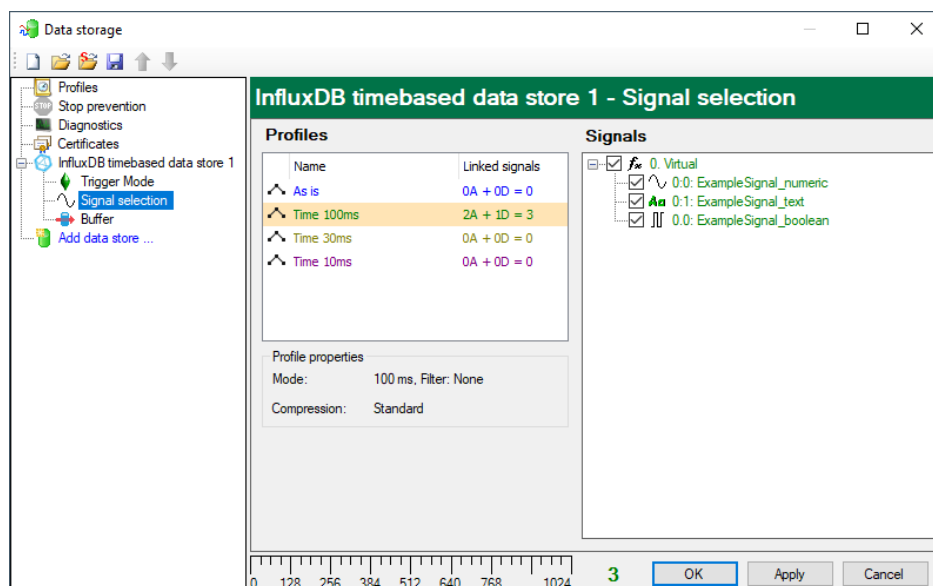 Data storage
Profiles
STOP Stop prevention
Diagnostics
Certificates
InfluxDB timebased data store 1
Trigger Mode
Signal selection
Buffer
Add data store ...
InfluxDB timebased data store 1 - Signal selection
Profiles
Name Linked signals
As is 0A + 0D = 0
Time 100ms 2A + 1D = 3
Time 30ms 0A + 0D = 0
Time 10ms 0A + 0D = 0
Profile properties
Mode: 100 ms, Filter: None
Compression: Standard
Signals
fx 0. Virtual
0:0: ExampleSignal_numeric
Aa 0:1: ExampleSignal_text
0.0: ExampleSignal_boolean
0 128 256 384 512 640 768 1024
3 OK Apply Cancel